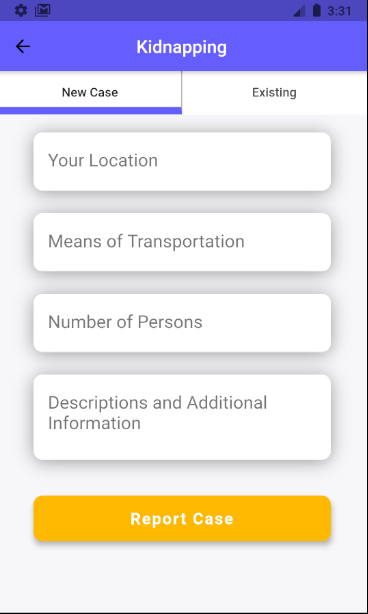 3:31
Kidnapping
New Case
Existing
Your Location
Means of Transportation
Number of Persons
Descriptions and Additional
Information
Report Case